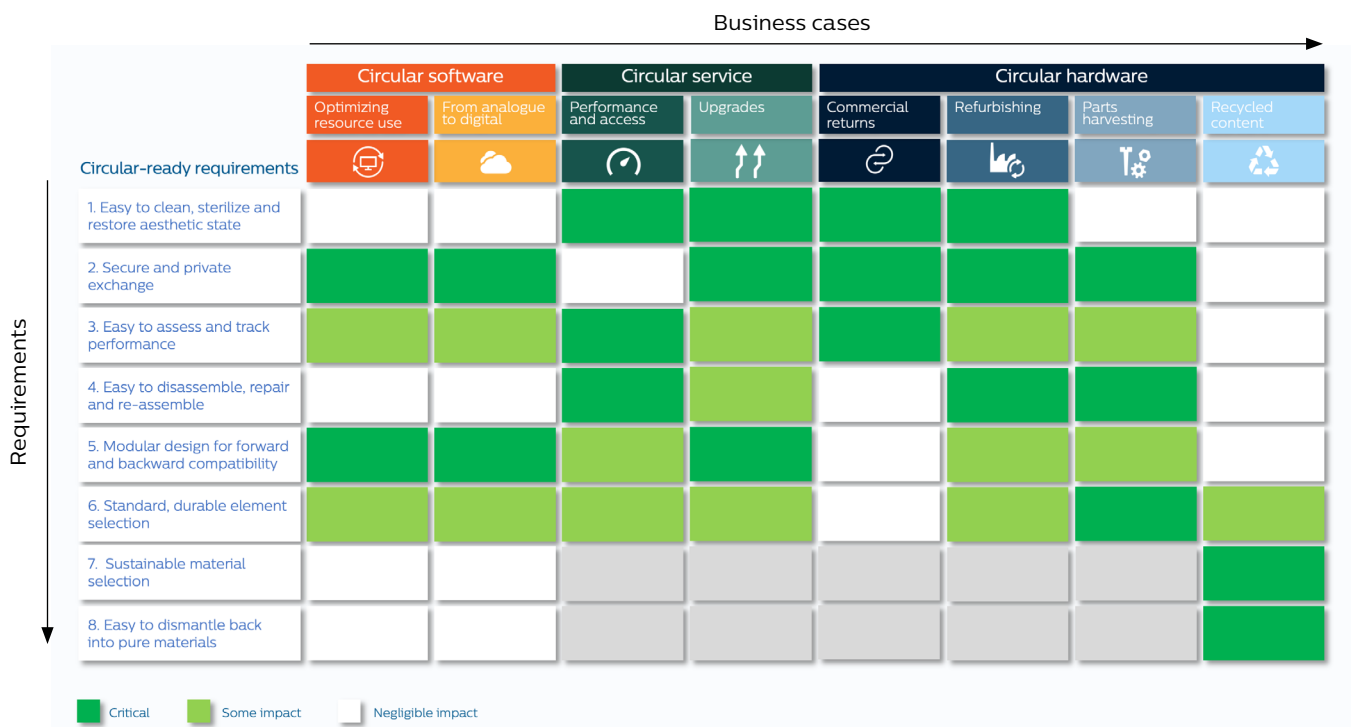 Business cases
Circular software
Circular service
Circular hardware
Optimizing
resource use
From analogue
to digital
Performance
and access
Upgrades
Commercial
returns
Refurbishing
Parts
harvesting
Recycled
content
Circular-ready requirements
Requirements
1. Easy to clean, sterilize and
restore aesthetic state
2. Secure and private
exchange
3. Easy to assess and track
performance
4. Easy to disassemble, repair
and re-assemble
5. Modular design for forward
and backward compatibility
6. Standard, durable element
selection
7. Sustainable material
selection
8. Easy to dismantle back
into pure materials
Critical
Some impact
Negligible impact